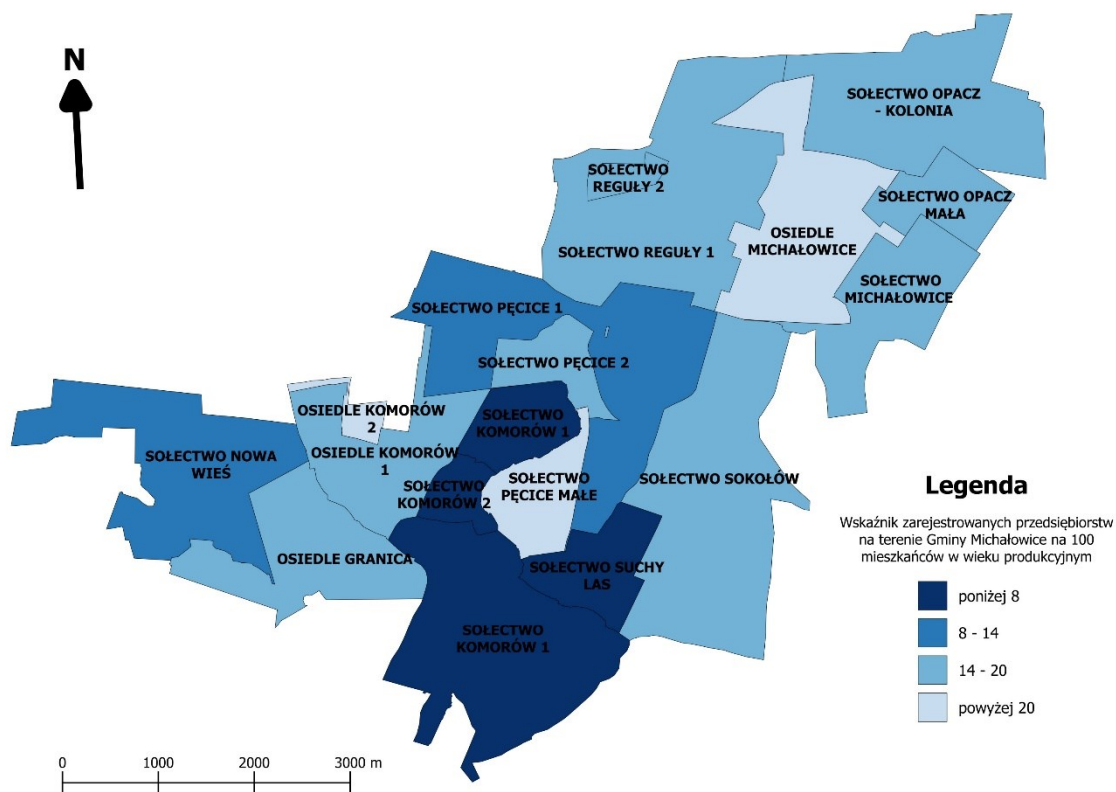 N
SOŁECTWO OPACZ
- KOLONIA
SOŁECTWO
REGUŁY 2
SOŁECTWO OPACZ
MAŁA
OSIEDLE
MICHAŁOWICE
SOŁECTWO REGUŁY 1
SOŁECTWO
MICHAŁOWICE
SOŁECTWO PĘCICE 1
SOŁECTWO PĘCICE 2
OSIEDLE KOMORÓW
2
SOŁECTWO
KOMORÓW 1
SOŁECTWO NOWA
WIEŚ
OSIEDLE KOMORÓW
1
SOŁECTWO
KOMORÓW 2
SOŁECTWO
PĘCICE MAŁE
SOŁECTWO SOKOŁÓW
OSIEDLE GRANICA
SOŁECTWO SUCHY
LAS
SOŁECTWO
KOMORÓW 1
Legenda
Wskaźnik zarejestrowanych przedsiębiorstw
na terenie Gminy Michałowice na 100
mieszkańców w wieku produkcyjnym
poniżej 8
8 - 14
14 - 20
powyżej 20
0 1000 2000 3000 m